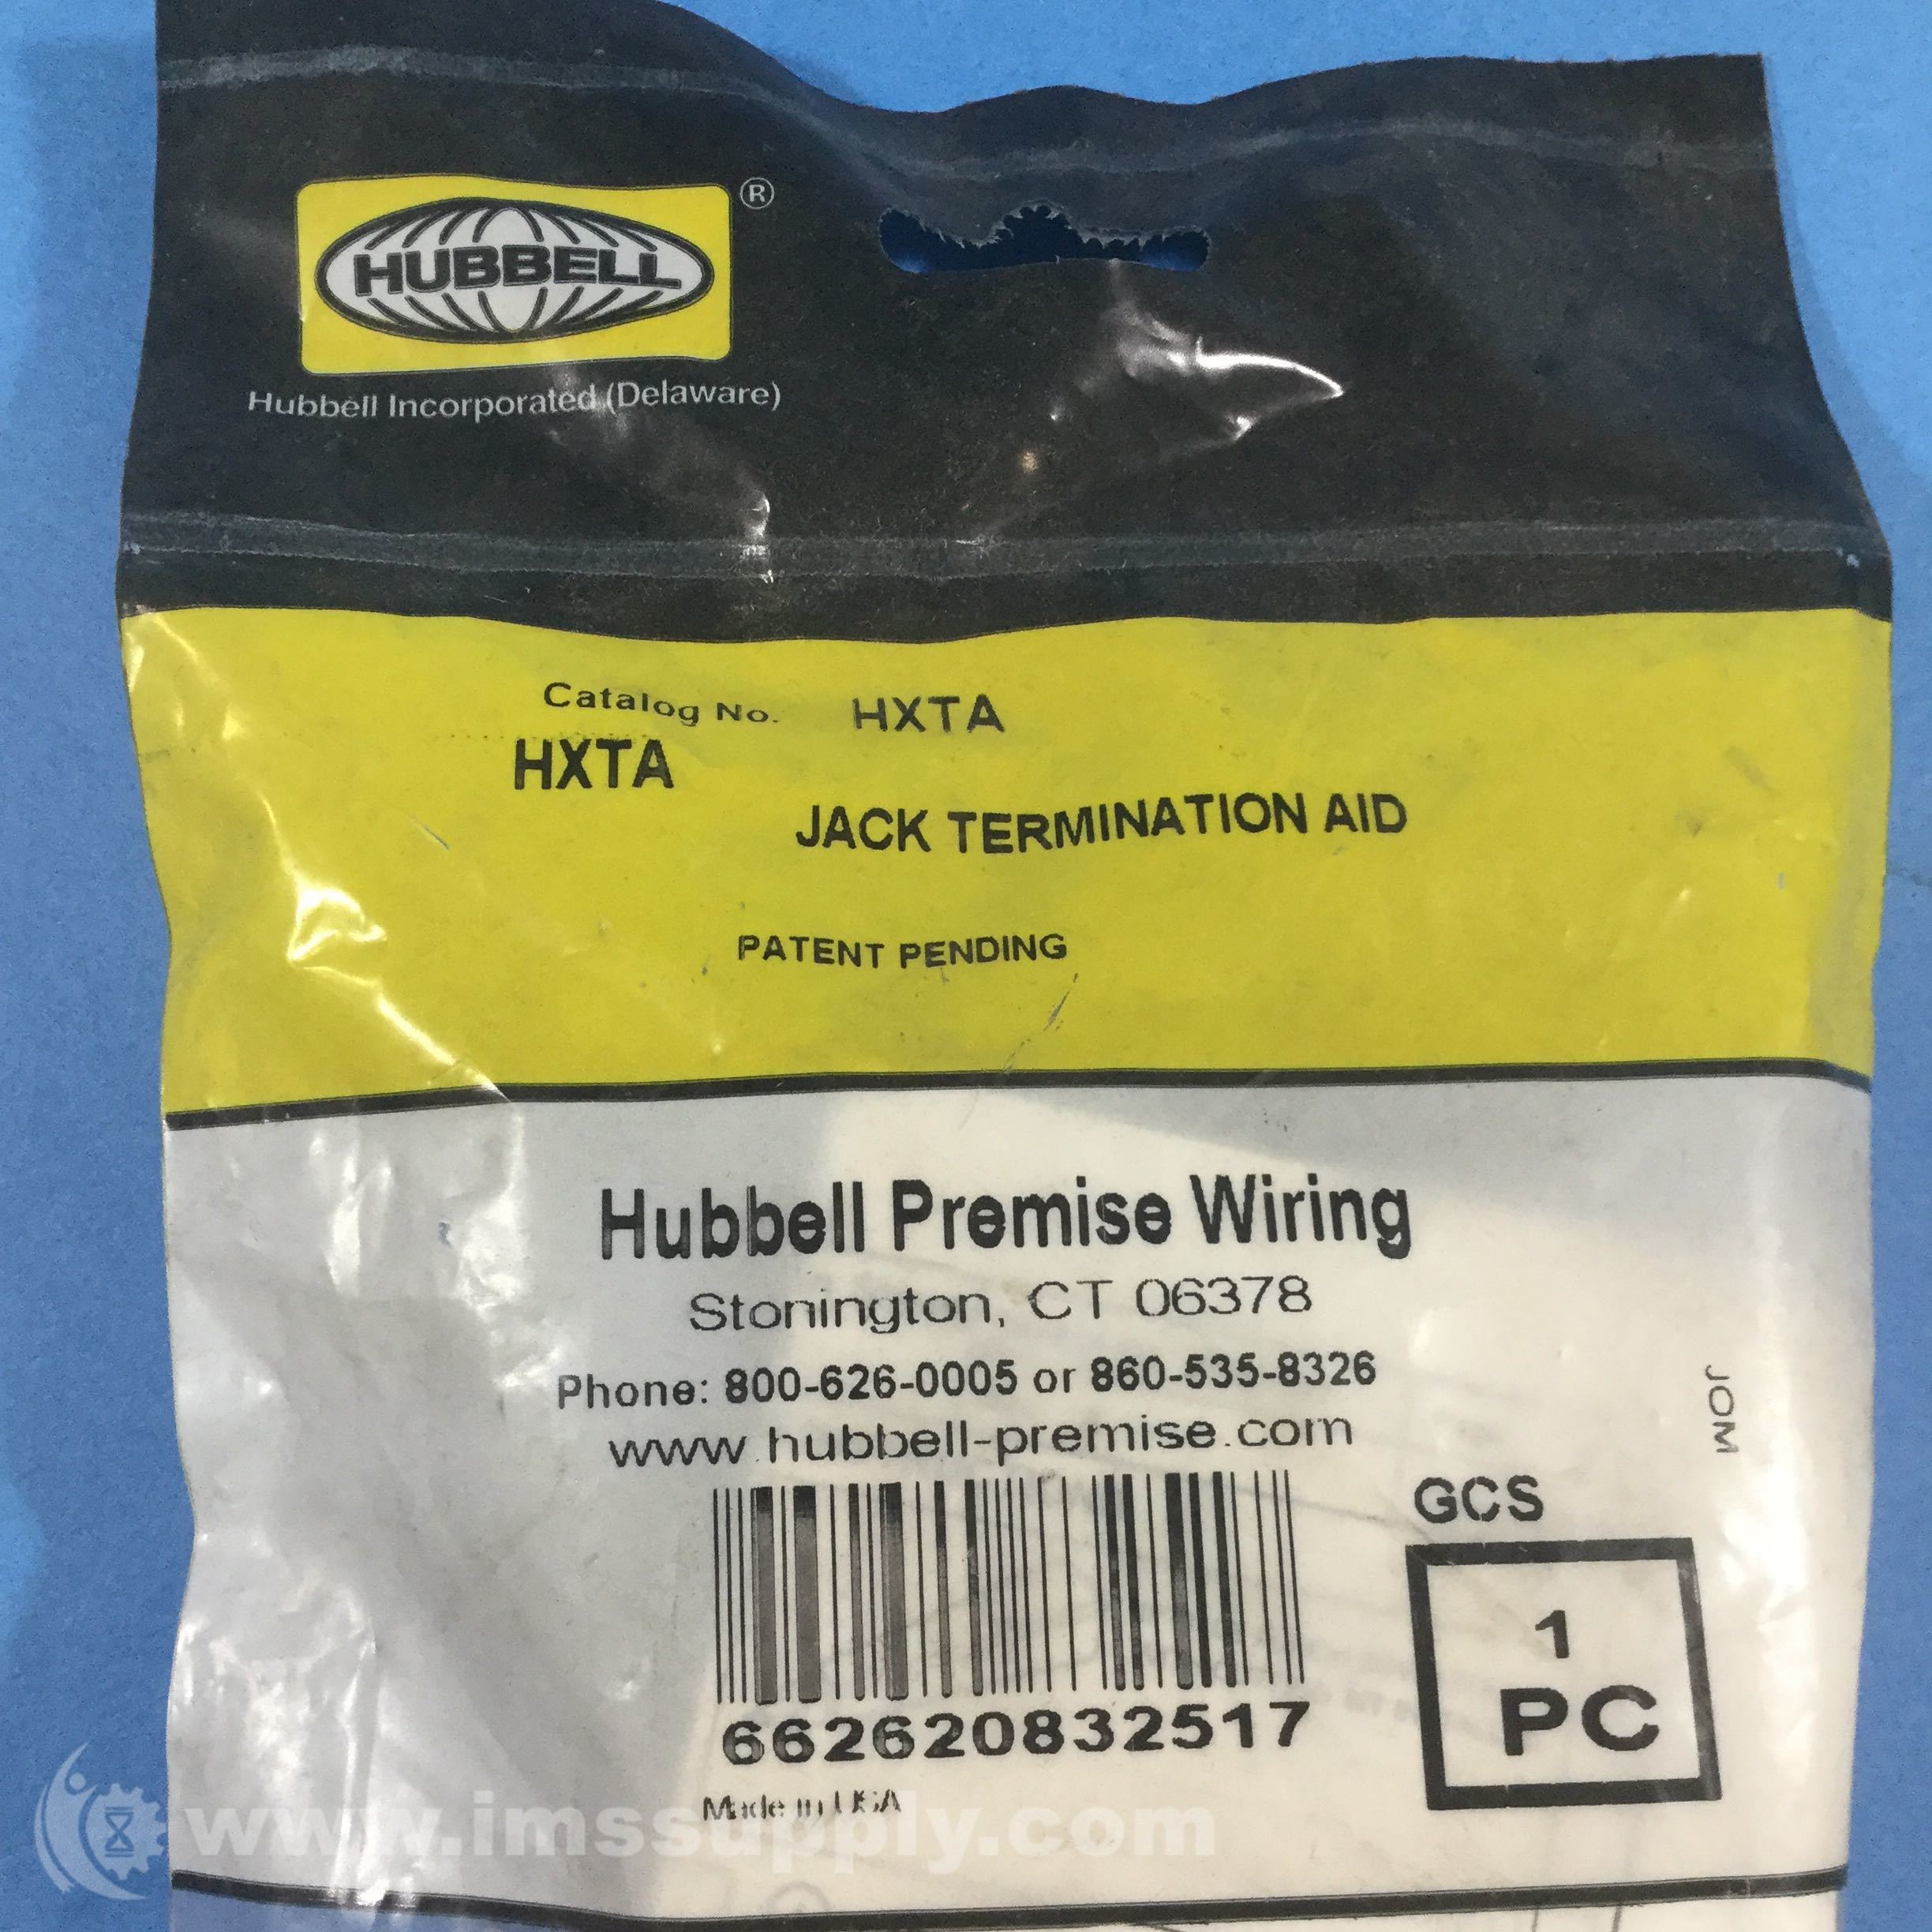 HUBBELL ®
Hubbell Incorporated (Delaware)
Catalog No. HXTA
HXTA
JACK TERMINATION AID
PATENT PENDING
Hubbell Premise Wiring
Stonington, CT 06378
Phone: 800-626-0005 or 860-535-8326
www.hubbell-premise.com
JOM
GCS
1
PC
662620832517
Made in USA
www.imssupply.com